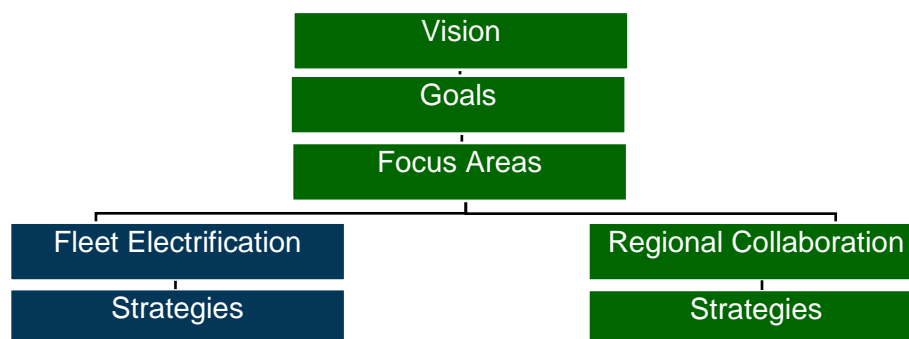 Vision
Goals
Focus Areas
Fleet Electrification
Regional Collaboration
Strategies
Strategies